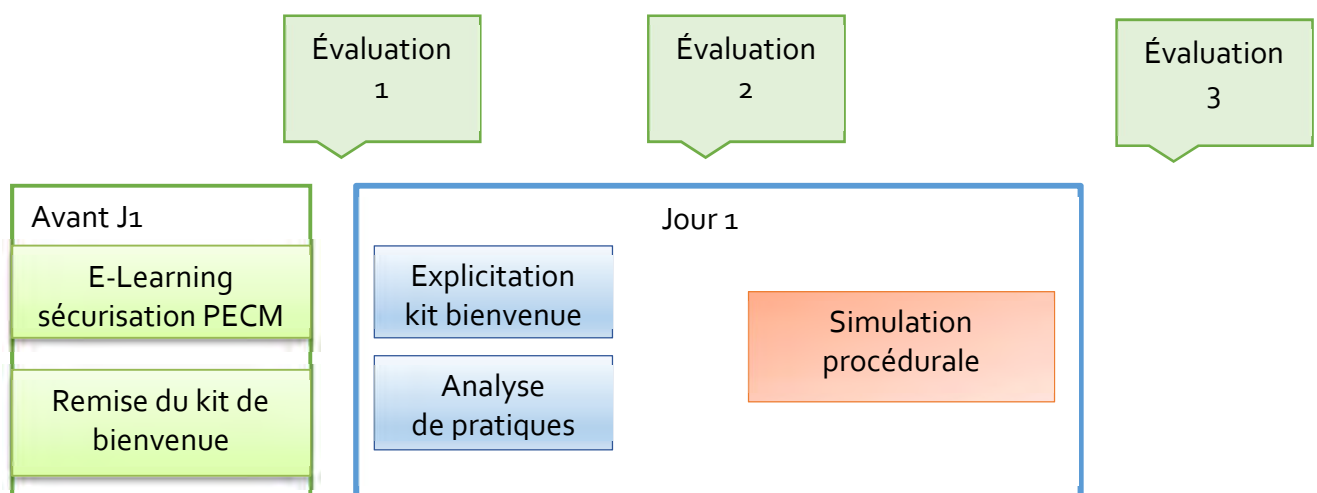 Évaluation
1
Évaluation
2
Évaluation
3
Avant J1
E-Learning
sécurisation PECM
Remise du kit de
bienvenue
Jour 1
Explicitation
kit bienvenue
Analyse
de pratiques
Simulation
procédurale